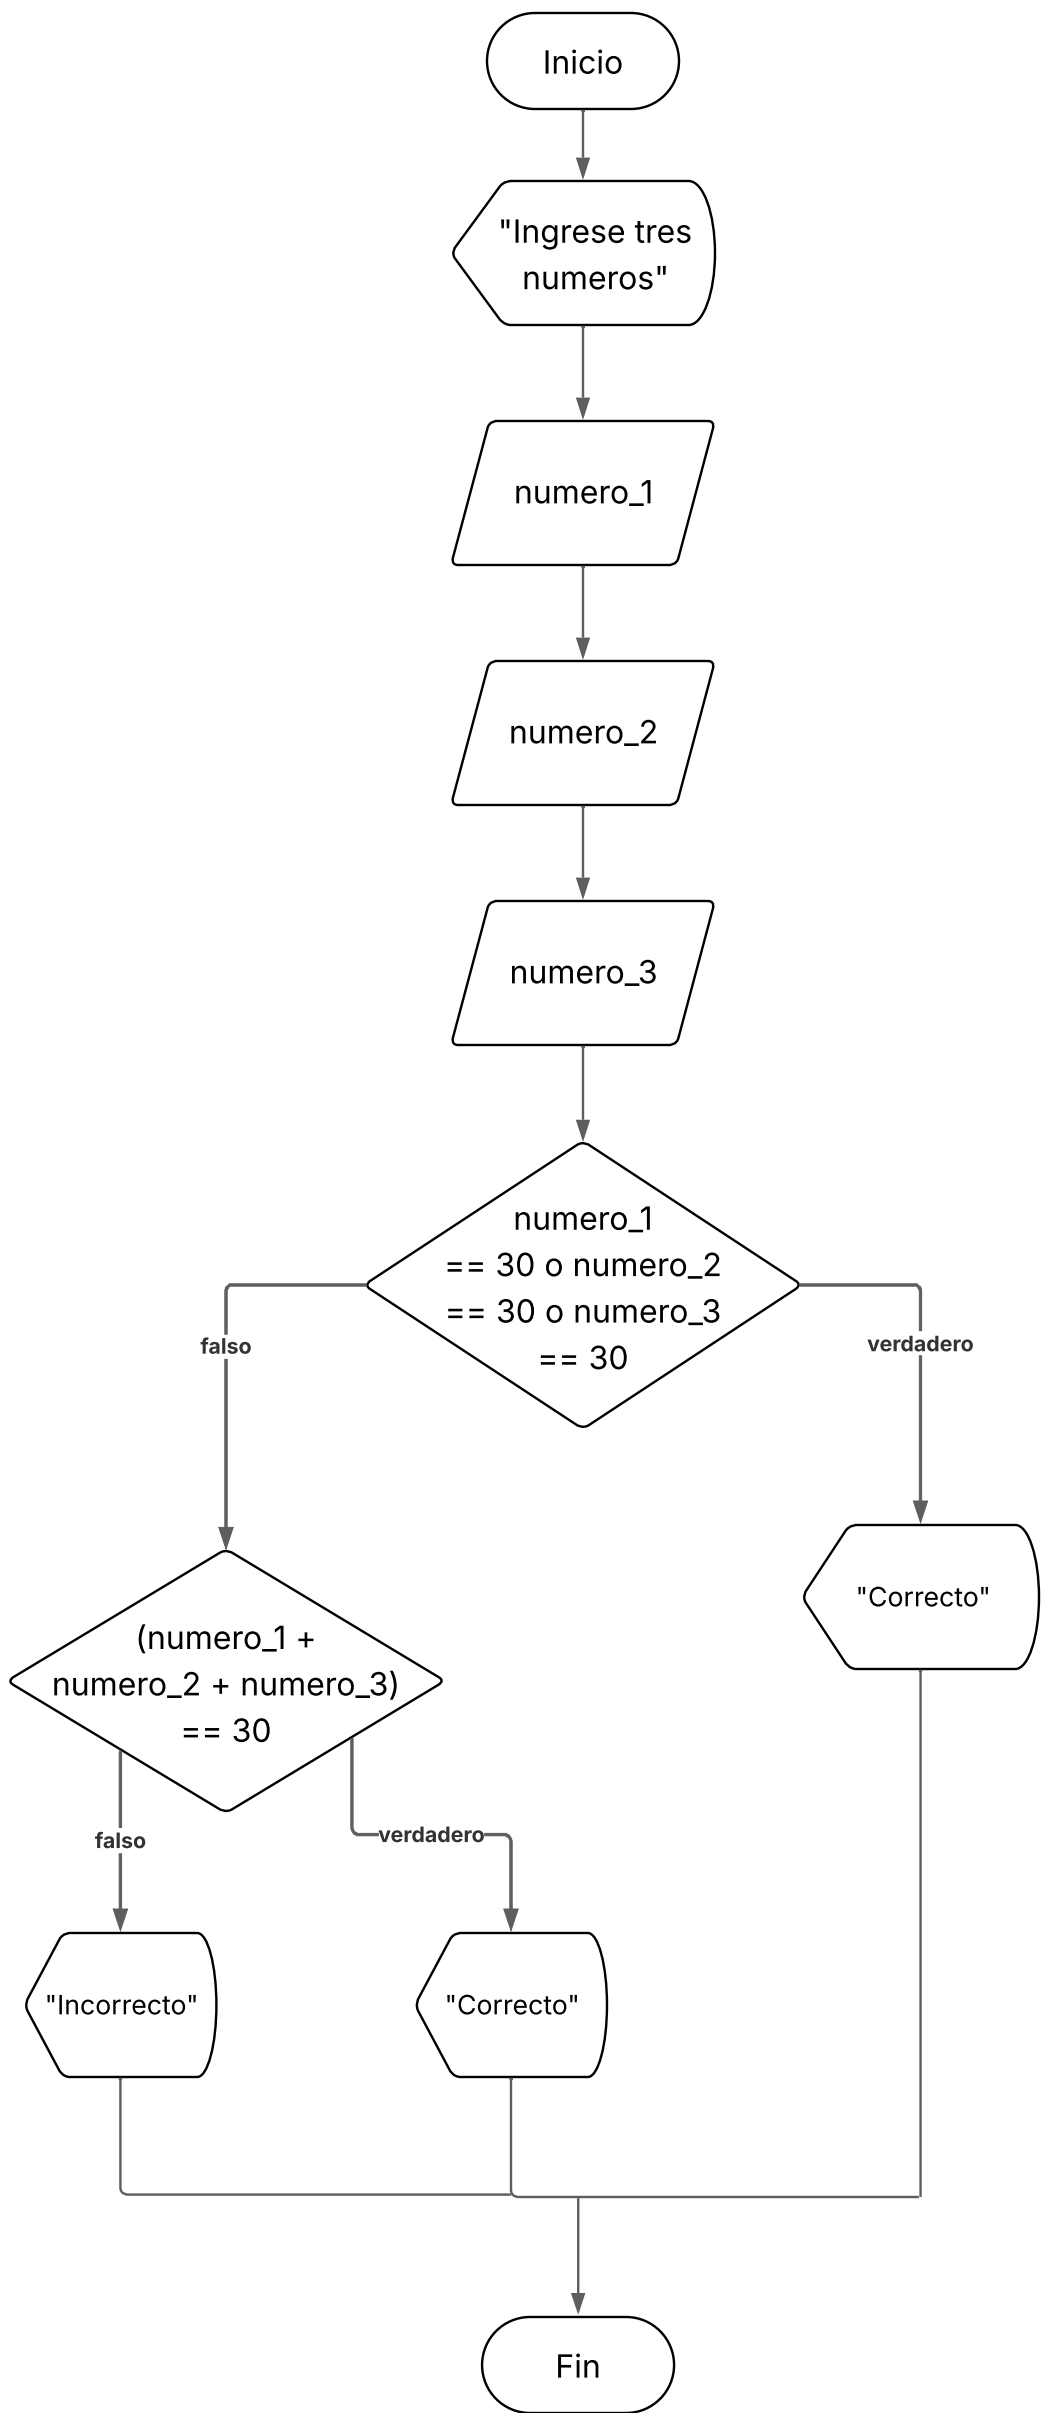 Inicio
"Ingrese tres
numeros"
numero_1
numero_2
numero_3
numero_1
== 30 o numero_2
== 30 o numero_3
== 30
falso
verdadero
"Correcto"
(numero_1 +
numero_2 + numero_3)
== 30
falso
verdadero
"Incorrecto"
"Correcto"
Fin